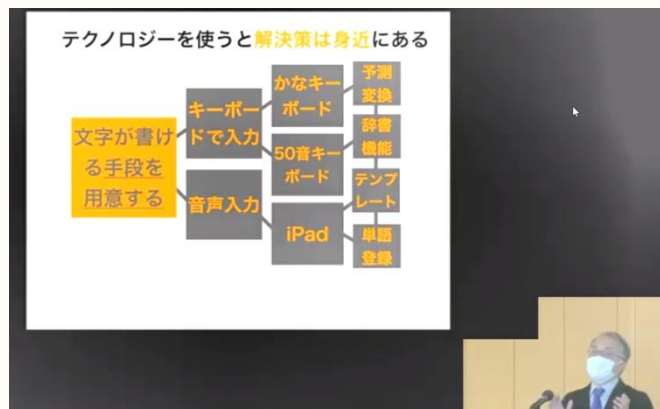 テクノロジーを使うと解決策は身近にある
文字が書け
る手段を
用意する
キーボー
ドで入力
音声入力
かなキー
ボード
50音キー
ボード
iPad
予測
変換
辞書
機能
テンプ
レート
単語
登録